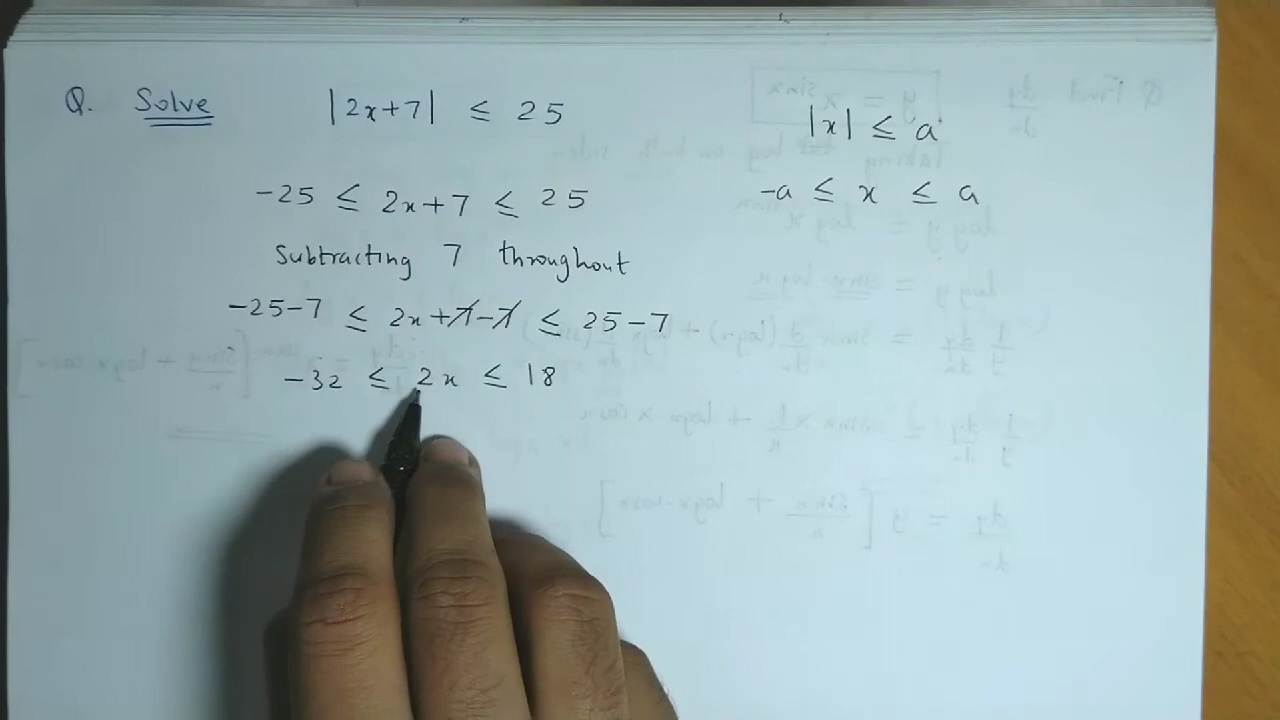 Q. Solve |2x+7| ≤ 25
|x| ≤ a
-25 ≤ 2x+7 ≤ 25
-a ≤ x ≤ a
Subtracting 7 throughout
-25-7 ≤ 2x+7-7 ≤ 25-7
-32 ≤ 2x ≤ 18